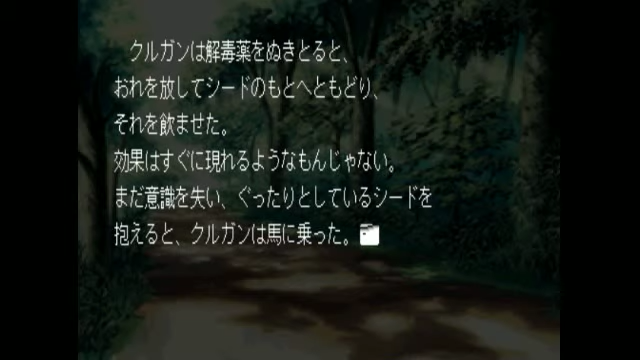 クルガンは解毒薬をぬきとると、
おれを放してシードのもとへともどり、
それを飲ませた。
効果はすぐに現れるようなもんじゃない。
まだ意識を失い、ぐったりとしているシードを
抱えると、クルガンは馬に乗った。